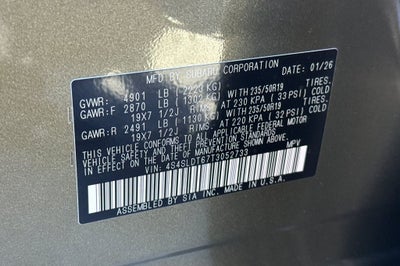 MFD BY SUBARU CORPORATION 01/26
GVWR: 4901 LB (2223 KG) TIRES.
GAWR:F 2870 LB (1302 KG) WITH 235/50R19
19X7 1/2J RIMS. AT 230 KPA (33 PSI) COLD
GAWR:R 2491 LB (1130 KG) WITH 235/50R19 TIRES.
19X7 1/2J RIMS. AT 220 KPA (32 PSI) COLD
THIS VEHICLE CONFORMS TO ALL APPLICABLE FEDERAL MOTOR
VEHICLE SAFETY, BUMPER, AND THEFT PREVENTION STANDARDS
IN EFFECT ON THE DATE OF MANUFACTURE SHOWN ABOVE.
VIN: 4S4SLDT67T3052733 MPV
ASSEMBLED BY SIA INC, MADE IN U.S.A.